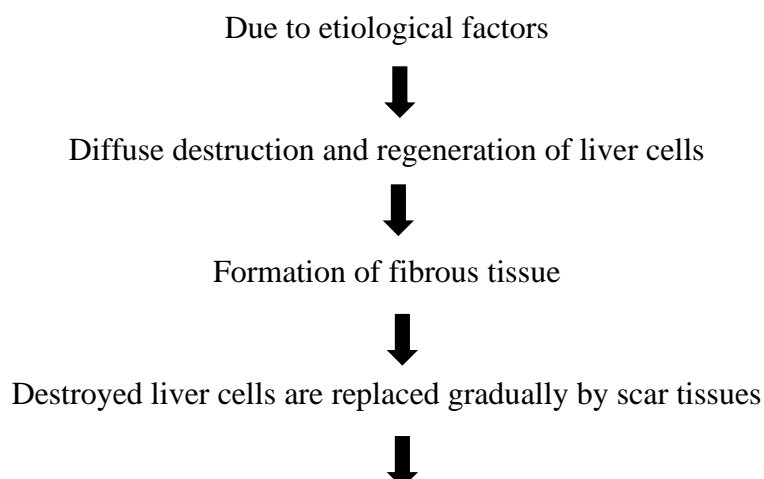 Due to etiological factors
Diffuse destruction and regeneration of liver cells
Formation of fibrous tissue
Destroyed liver cells are replaced gradually by scar tissues